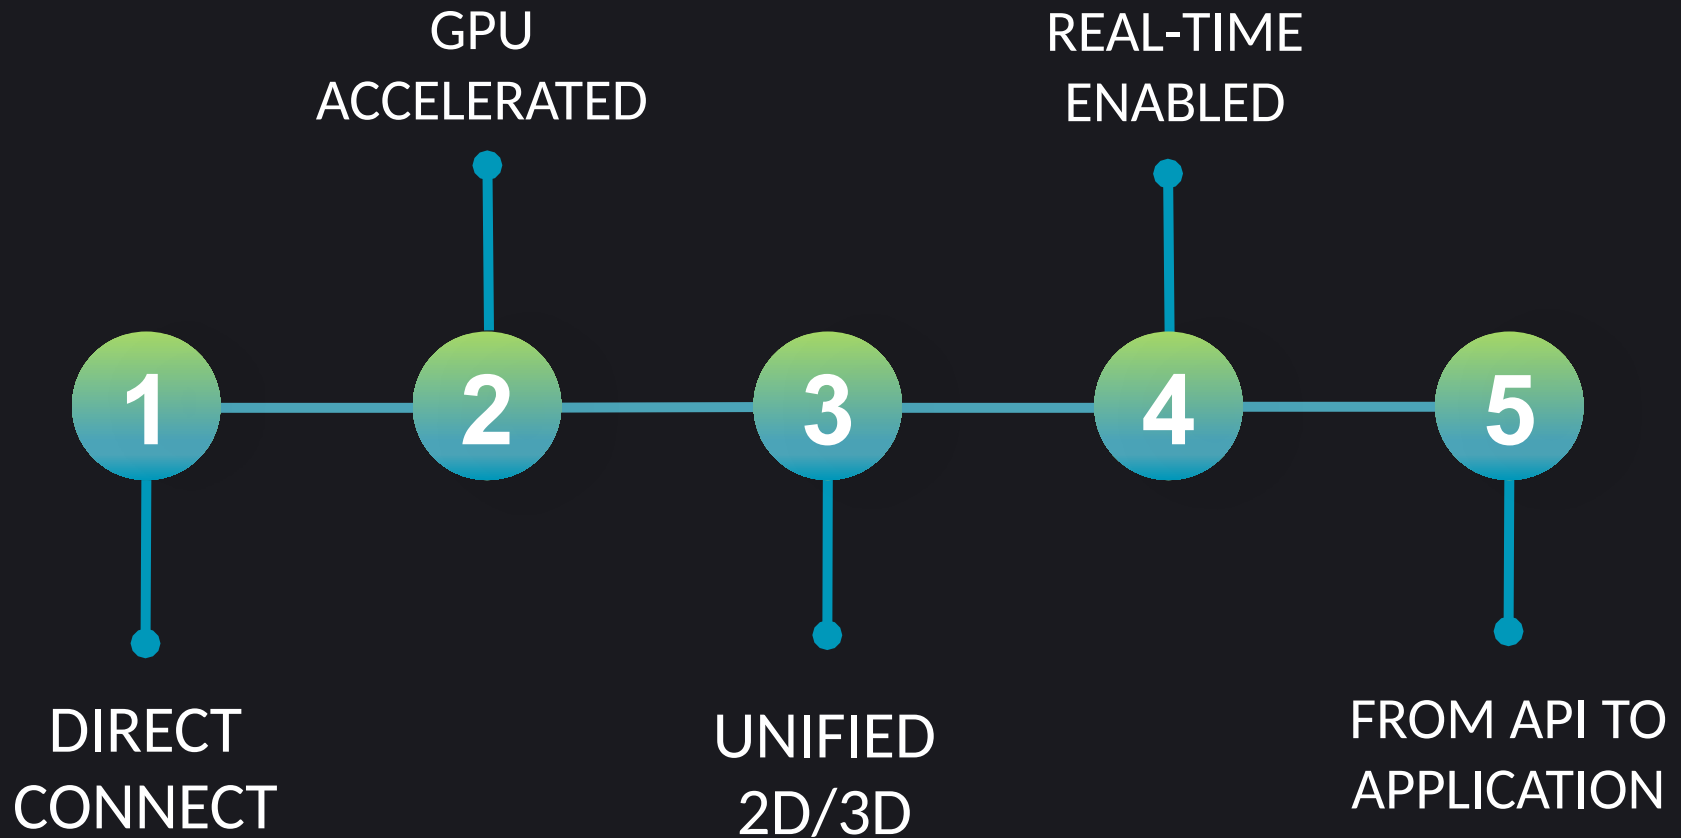 GPU
ACCELERATED
REAL-TIME
ENABLED
1
2
3
4
5
DIRECT
CONNECT
UNIFIED
2D/3D
FROM API TO
APPLICATION